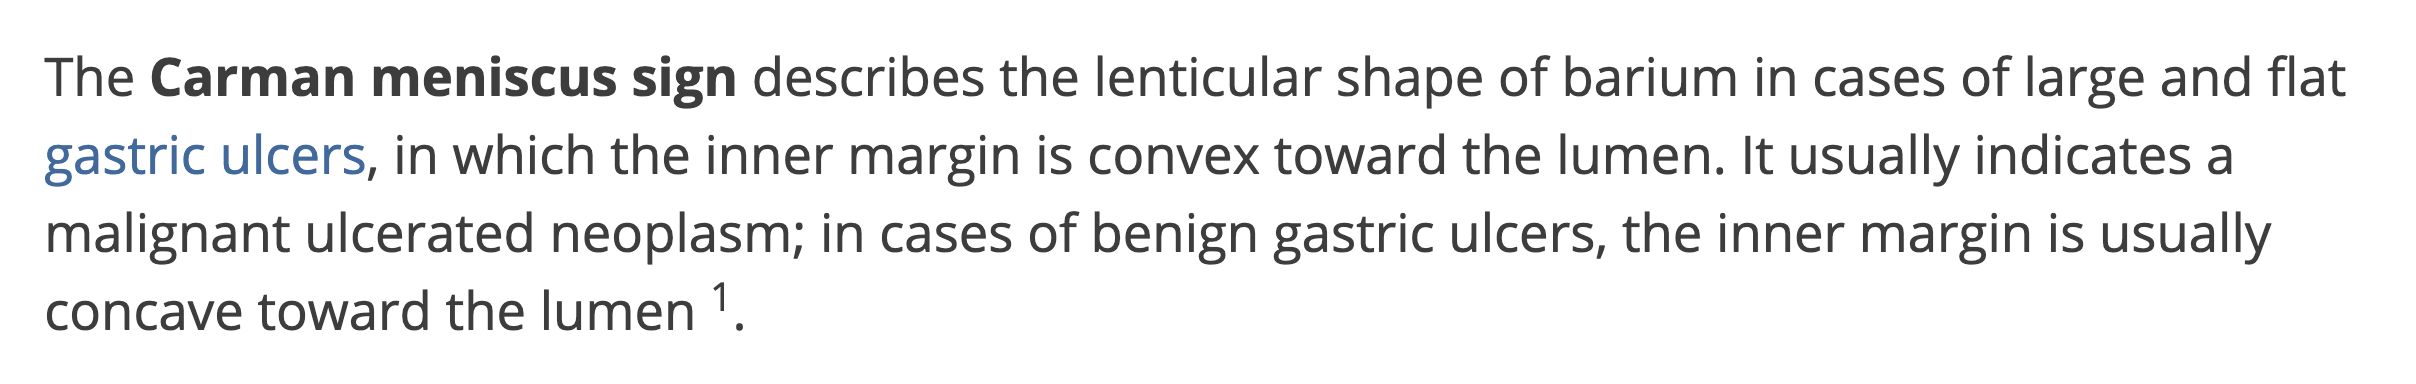 The Carman meniscus sign describes the lenticular shape of barium in cases of large and flat
gastric ulcers, in which the inner margin is convex toward the lumen. It usually indicates a
malignant ulcerated neoplasm; in cases of benign gastric ulcers, the inner margin is usually
concave toward the lumen 1.